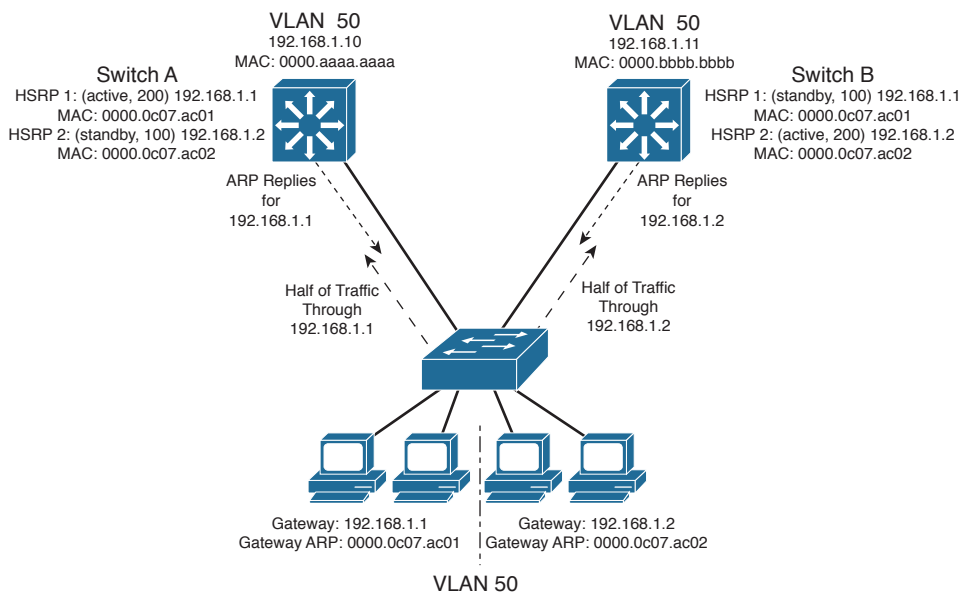 VLAN 50
192.168.1.10
MAC: 0000.aaaa.aaaa
VLAN 50
192.168.1.11
MAC: 0000.bbbb.bbbb
Switch A
HSRP 1: (active, 200) 192.168.1.1
MAC: 0000.0c07.ac01
HSRP 2: (standby, 100) 192.168.1.2
MAC: 0000.0c07.ac02
Switch B
HSRP 1: (standby, 100) 192.168.1.1
MAC: 0000.0c07.ac01
HSRP 2: (active, 200) 192.168.1.2
MAC: 0000.0c07.ac02
ARP Replies
for
192.168.1.1
ARP Replies
for
192.168.1.2
Half of Traffic
Through
192.168.1.1
Half of Traffic
Through
192.168.1.2
Gateway: 192.168.1.1
Gateway ARP: 0000.0c07.ac01
Gateway: 192.168.1.2
Gateway ARP: 0000.0c07.ac02
VLAN 50